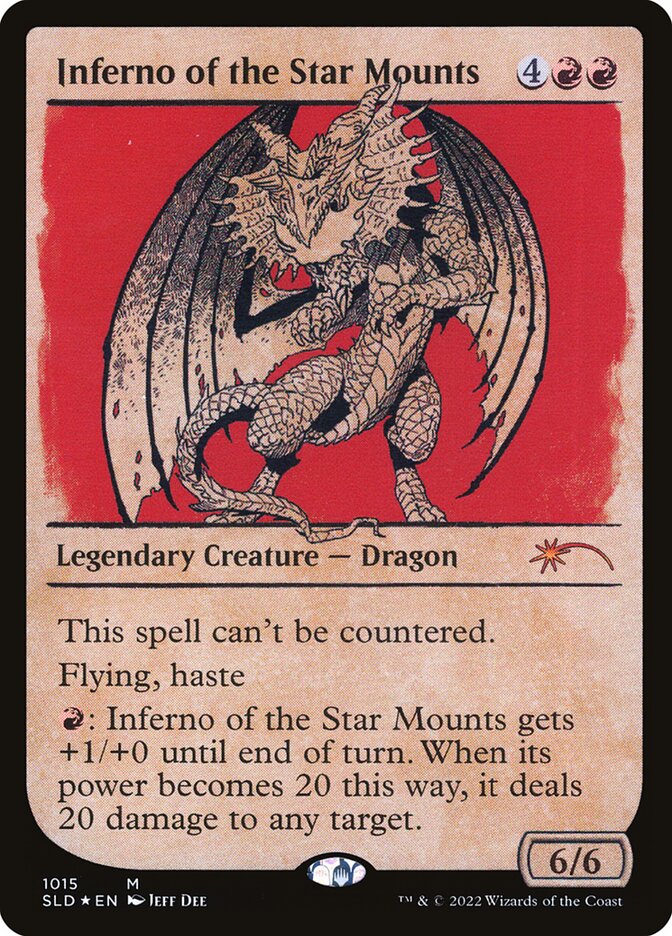 Inferno of the Star Mounts 4
Legendary Creature — Dragon
This spell can't be countered.
Flying, haste
: Inferno of the Star Mounts gets
+1/+0 until end of turn. When its
power becomes 20 this way, it deals
20 damage to any target.
6/6
1015 M
SLD★EN Jeff Dee
™ & © 2022 Wizards of the Coast